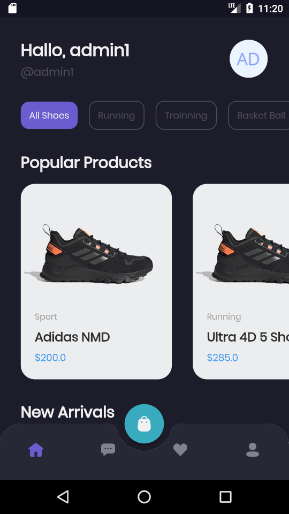 LTE 11:20
Hallo, admin1
@admin1
AD
All Shoes
Running
Trainning
Basket Ball
Popular Products
Sport
Adidas NMD
$200.0
Running
Ultra 4D 5 Sho
$285.0
New Arrivals